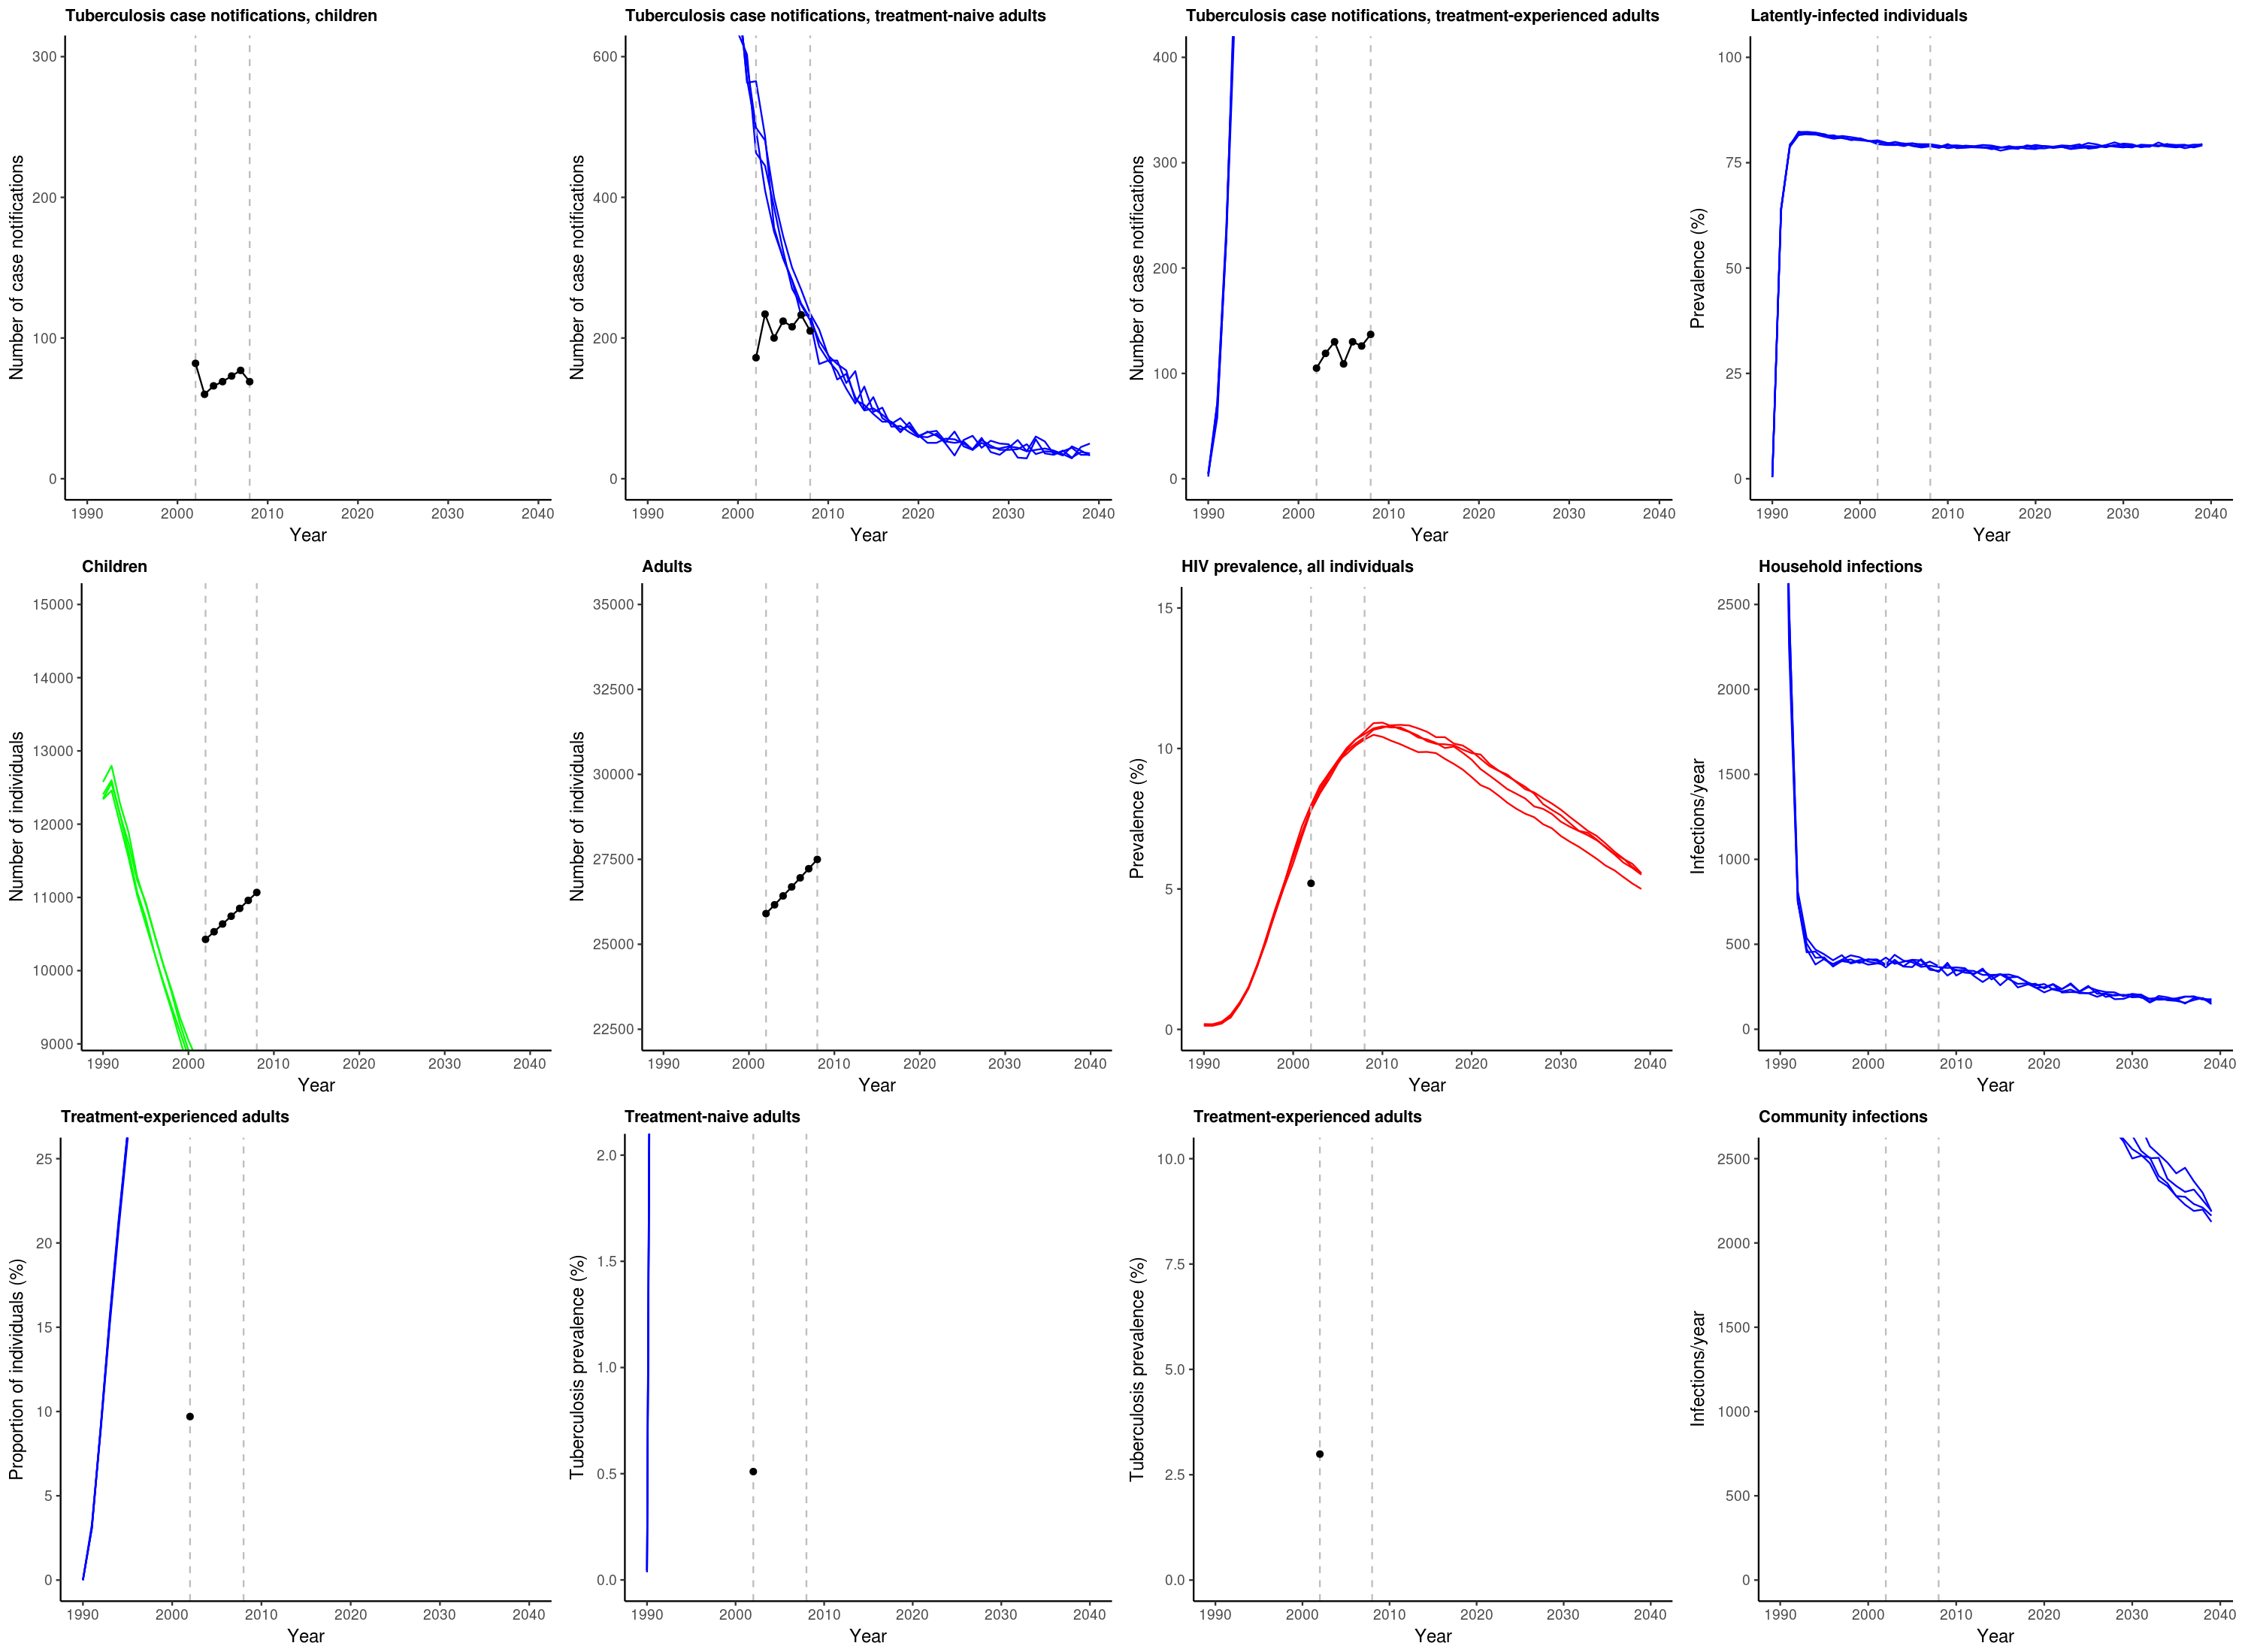 Tuberculosis case notifications, children
Number of case notifications
300
200
100
0
1990 2000 2010 2020 2030 2040
Year
Tuberculosis case notifications, treatment-naive adults
Number of case notifications
600
400
200
0
1990 2000 2010 2020 2030 2040
Year
Tuberculosis case notifications, treatment-experienced adults
Number of case notifications
400
300
200
100
0
1990 2000 2010 2020 2030 2040
Year
Latently-infected individuals
Prevalence (%)
100
75
50
25
0
1990 2000 2010 2020 2030 2040
Year
Children
Number of individuals
15000
14000
13000
12000
11000
10000
9000
1990 2000 2010 2020 2030 2040
Year
Adults
Number of individuals
35000
32500
30000
27500
25000
22500
1990 2000 2010 2020 2030 2040
Year
HIV prevalence, all individuals
Prevalence (%)
15
10
5
0
1990 2000 2010 2020 2030 2040
Year
Household infections
Infections/year
2500
2000
1500
1000
500
0
1990 2000 2010 2020 2030 2040
Year
Treatment-experienced adults
Proportion of individuals (%)
25
20
15
10
5
0
1990 2000 2010 2020 2030 2040
Year
Treatment-naive adults
Tuberculosis prevalence (%)
2.0
1.5
1.0
0.5
0.0
1990 2000 2010 2020 2030 2040
Year
Treatment-experienced adults
Tuberculosis prevalence (%)
10.0
7.5
5.0
2.5
0.0
1990 2000 2010 2020 2030 2040
Year
Community infections
Infections/year
2500
2000
1500
1000
500
0
1990 2000 2010 2020 2030 2040
Year